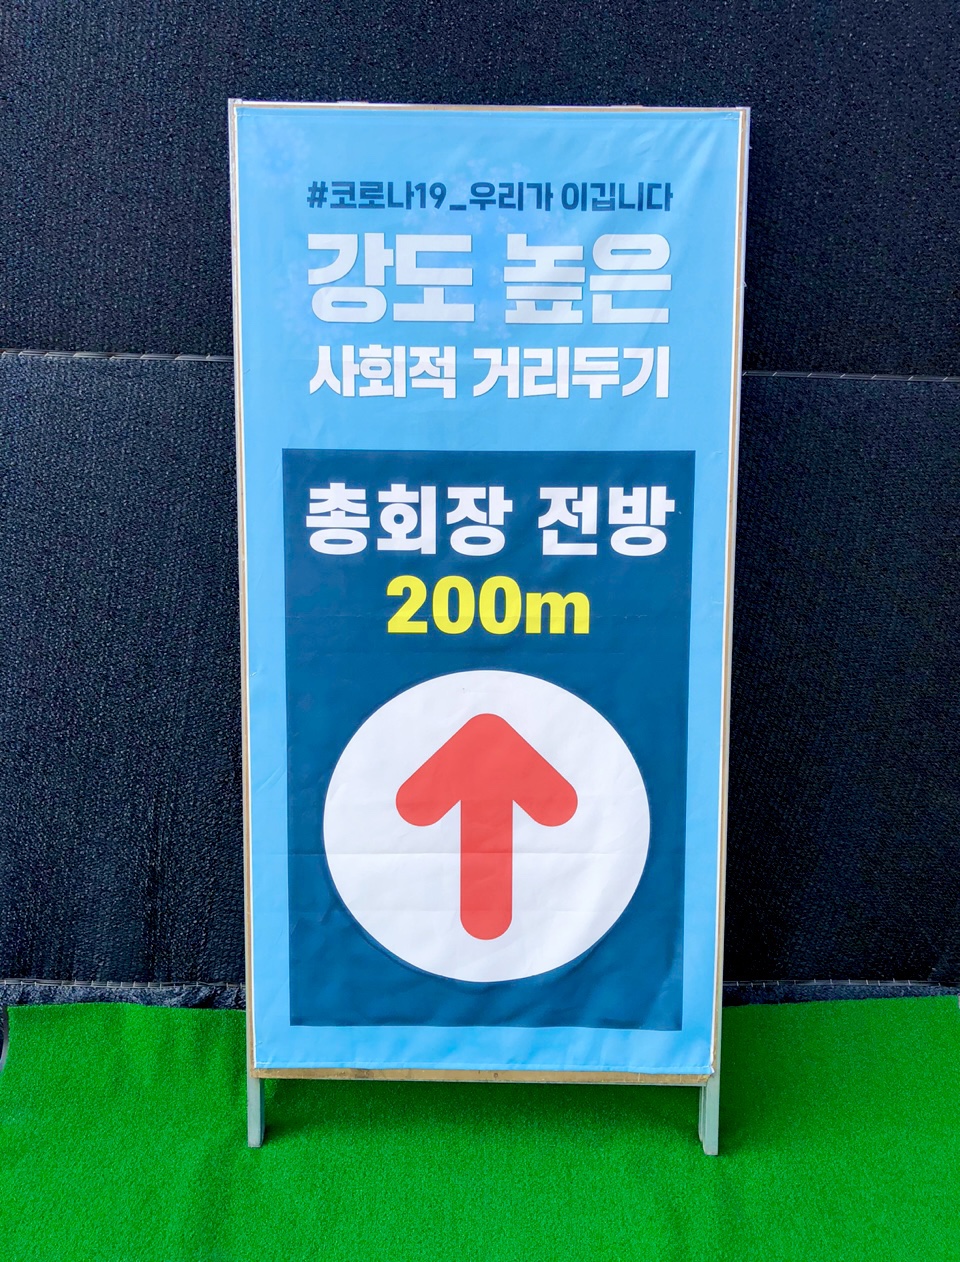 #코로나19_우리가 이깁니다
강도 높은
사회적 거리두기
총회장 전방
200m